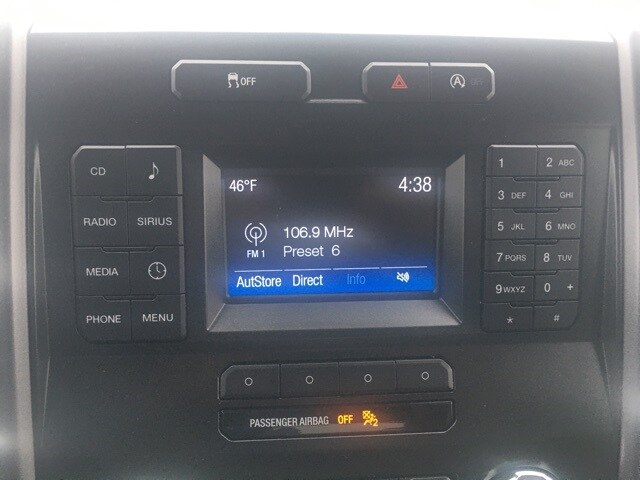 OFF
A
CD
1
2 ABC
46°F
4:38
3 DEF
4 GHI
RADIO
SIRIUS
106.9 MHz
5 JKL
6 MNO
FM 1
Preset 6
MEDIA
7 PQRS
8 TUV
AutStore Direct Info
9 WXYZ
0 +
PHONE
MENU
* #
PASSENGER AIRBAG OFF 2